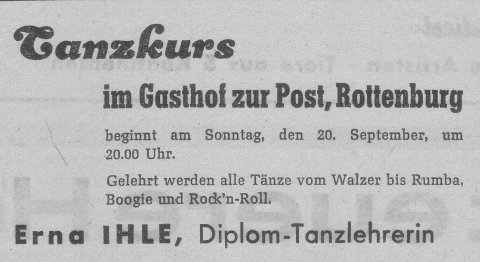 Tanzkurs
im Gasthof zur Post, Rottenburg
beginnt am Sonntag, den 20. September, um
20.00 Uhr.
Gelehrt werden alle Tänze vom Walzer bis Rumba,
Boogie und Rock'n-Roll.
Erna IHLE, Diplom-Tanzlehrerin